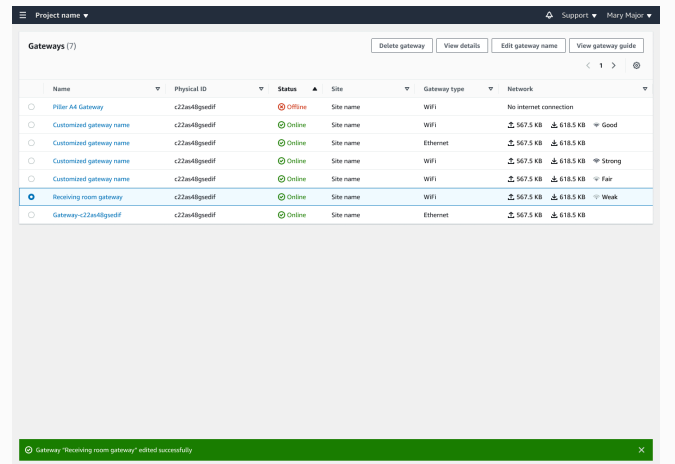 Project name Support Mary Major
Gateways (7) Delete gateway View details Edit gateway name View gateway guide
1
Name Physical ID Status Site Gateway type Network
Piller A4 Gateway c22as48gsedif Offline Site name WiFi No internet connection
Customized gateway name c22as48gsedif Online Site name WiFi 567.5 KB 618.5 KB Good
Customized gateway name c22as48gsedif Online Site name Ethernet 567.5 KB 618.5 KB
Customized gateway name c22as48gsedif Online Site name WiFi 567.5 KB 618.5 KB Strong
Customized gateway name c22as48gsedif Online Site name WiFi 567.5 KB 618.5 KB Fair
Receiving room gateway c22as48gsedif Online Site name WiFi 567.5 KB 618.5 KB Weak
Gateway-c22as48gsedif c22as48gsedif Online Site name Ethernet 567.5 KB 618.5 KB
Gateway "Receiving room gateway" edited successfully